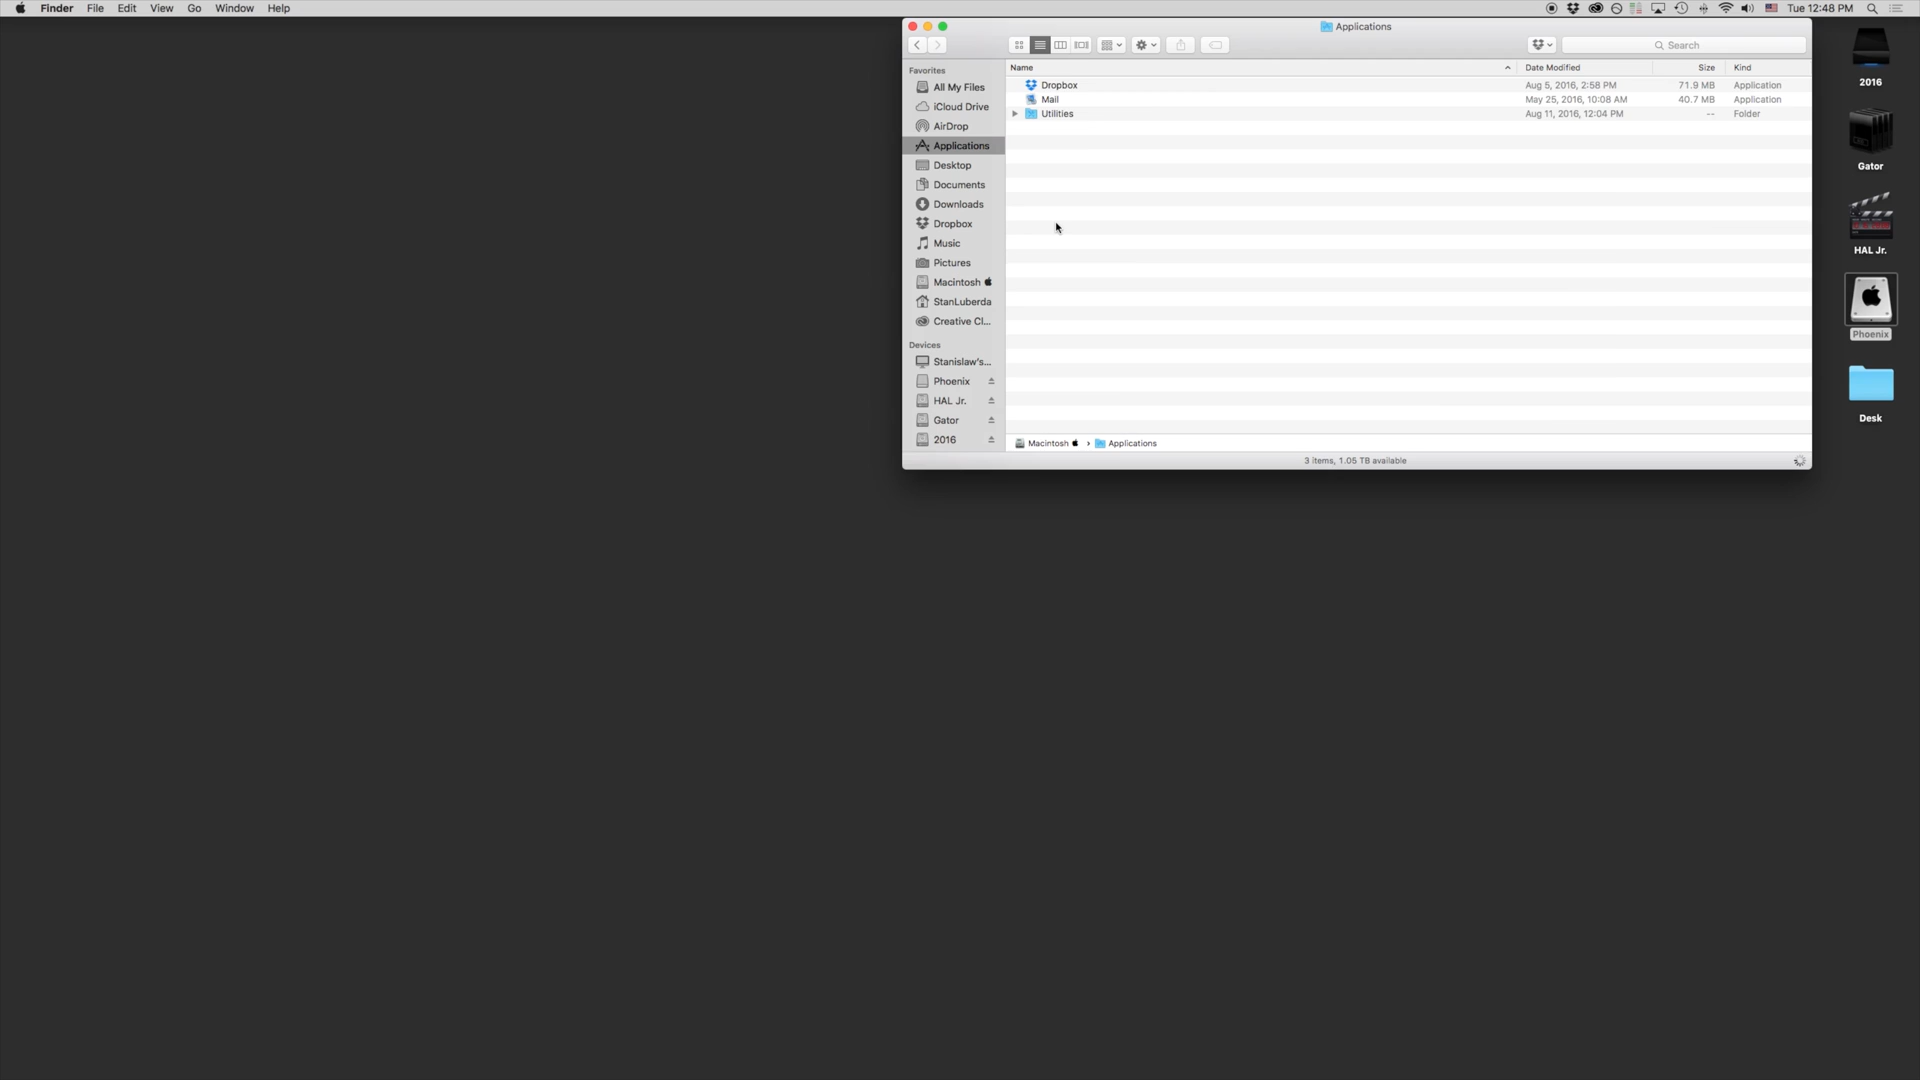 Finder File Edit View Go Window Help Tue 12:48 PM
Applications
Search
Favorites
All My Files
iCloud Drive
AirDrop
Applications
Desktop
Documents
Downloads
Dropbox
Music
Pictures
Macintosh
StanLuberda
Creative Cl...
Devices
Stanislaw's...
Phoenix
HAL Jr.
Gator
2016
Name Date Modified Size Kind
Dropbox Aug 5, 2016, 2:58 PM 71.9 MB Application
Mail May 25, 2016, 10:08 AM 40.7 MB Application
Utilities Aug 11, 2016, 12:04 PM -- Folder
Macintosh › Applications
3 items, 1.05 TB available
2016
Gator
HAL Jr.
Phoenix
Desk